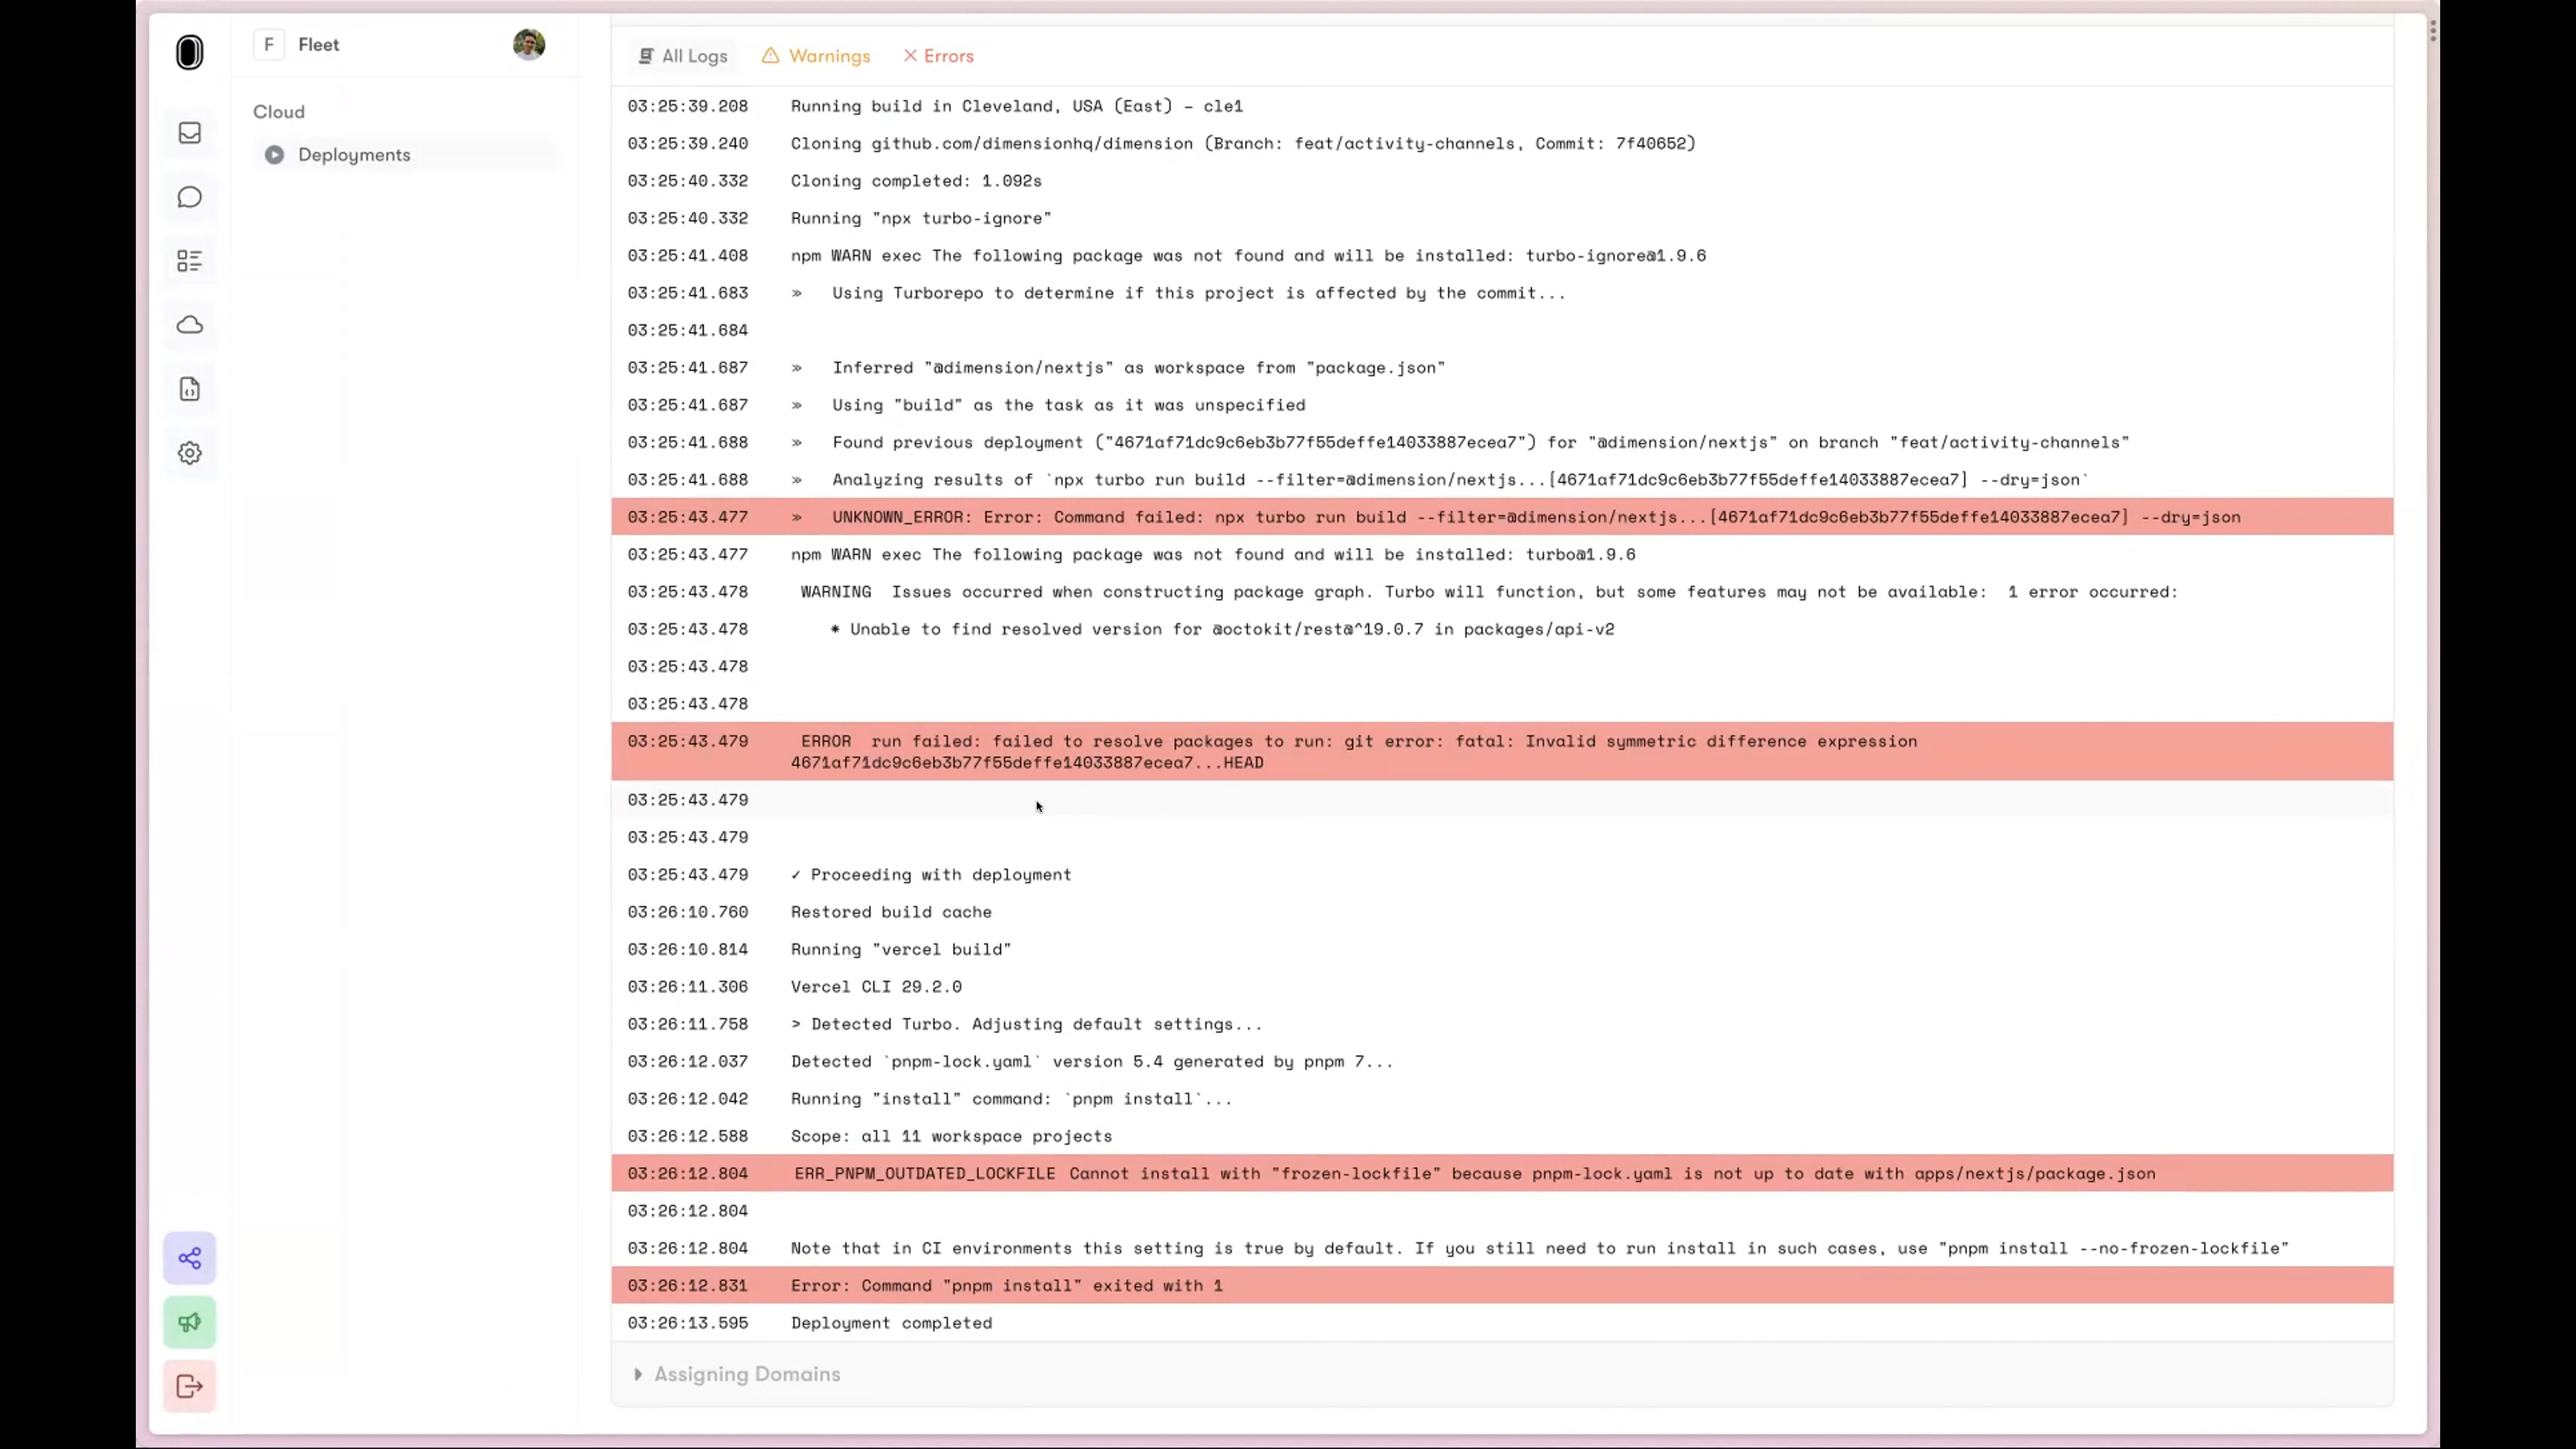 F Fleet
Cloud
Deployments
All Logs Warnings Errors
03:25:39.208 Running build in Cleveland, USA (East) – cle1
03:25:39.240 Cloning github.com/dimensionhq/dimension (Branch: feat/activity-channels, Commit: 7f40652)
03:25:40.332 Cloning completed: 1.092s
03:25:40.332 Running "npx turbo-ignore"
03:25:41.408 npm WARN exec The following package was not found and will be installed: turbo-ignore@1.9.6
03:25:41.683 » Using Turborepo to determine if this project is affected by the commit...
03:25:41.684
03:25:41.687 » Inferred "@dimension/nextjs" as workspace from "package.json"
03:25:41.687 » Using "build" as the task as it was unspecified
03:25:41.688 » Found previous deployment ("4671af71dc9c6eb3b77f55deffe14033887ecea7") for "@dimension/nextjs" on branch "feat/activity-channels"
03:25:41.688 » Analyzing results of `npx turbo run build --filter=@dimension/nextjs...[4671af71dc9c6eb3b77f55deffe14033887ecea7] --dry=json`
03:25:43.477 » UNKNOWN_ERROR: Error: Command failed: npx turbo run build --filter=@dimension/nextjs...[4671af71dc9c6eb3b77f55deffe14033887ecea7] --dry=json
03:25:43.477 npm WARN exec The following package was not found and will be installed: turbo@1.9.6
03:25:43.478 WARNING Issues occurred when constructing package graph. Turbo will function, but some features may not be available: 1 error occurred:
03:25:43.478 * Unable to find resolved version for @octokit/rest@^19.0.7 in packages/api-v2
03:25:43.478
03:25:43.478
03:25:43.479 ERROR run failed: failed to resolve packages to run: git error: fatal: Invalid symmetric difference expression
4671af71dc9c6eb3b77f55deffe14033887ecea7...HEAD
03:25:43.479
03:25:43.479
03:25:43.479 ✓ Proceeding with deployment
03:26:10.760 Restored build cache
03:26:10.814 Running "vercel build"
03:26:11.306 Vercel CLI 29.2.0
03:26:11.758 > Detected Turbo. Adjusting default settings...
03:26:12.037 Detected `pnpm-lock.yaml` version 5.4 generated by pnpm 7...
03:26:12.042 Running "install" command: `pnpm install`...
03:26:12.588 Scope: all 11 workspace projects
03:26:12.804 ERR_PNPM_OUTDATED_LOCKFILE Cannot install with "frozen-lockfile" because pnpm-lock.yaml is not up to date with apps/nextjs/package.json
03:26:12.804
03:26:12.804 Note that in CI environments this setting is true by default. If you still need to run install in such cases, use "pnpm install --no-frozen-lockfile"
03:26:12.831 Error: Command "pnpm install" exited with 1
03:26:13.595 Deployment completed
Assigning Domains